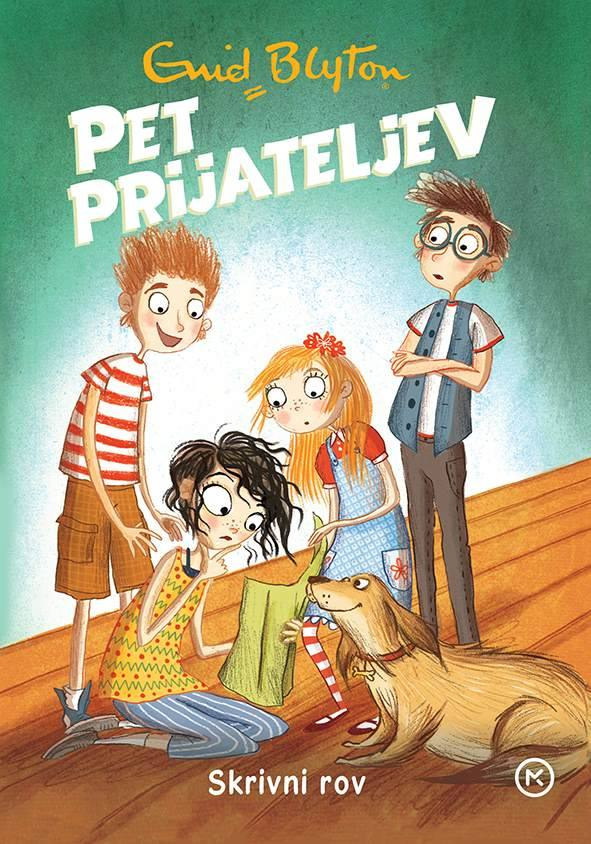 Enid Blyton®
PET
PRIJATELJEV
Skrivni rov